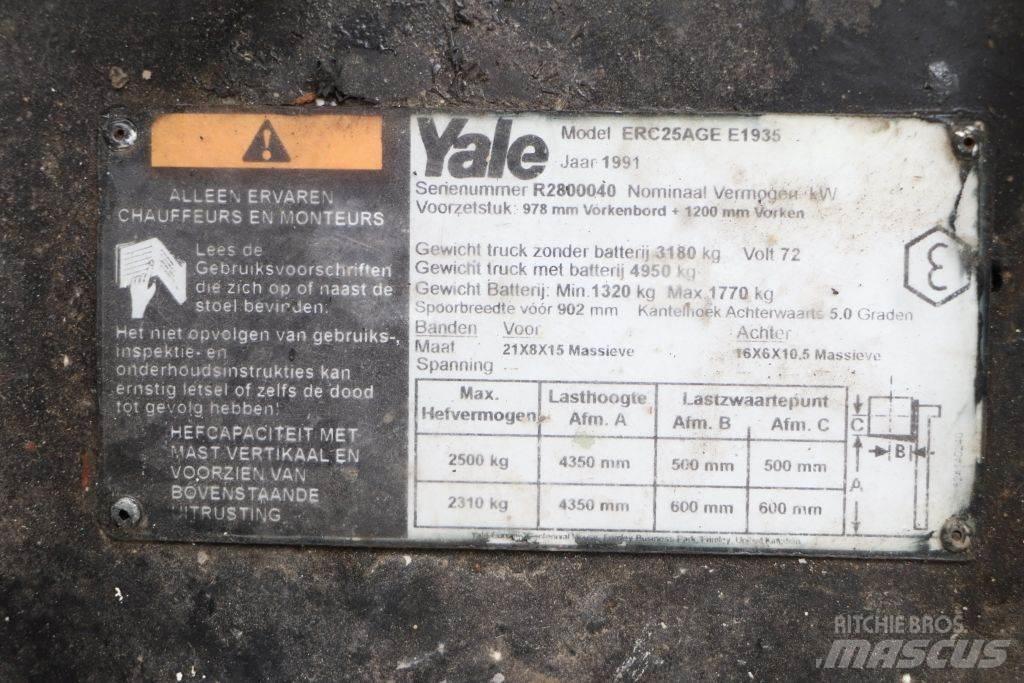 ALLEEN ERVAREN
CHAUFFEURS EN MONTEURS
Lees de
Gebruiksvoorschriften
die zich op of naast de
stoel bevinden.
Het niet opvolgen van gebruiks-,
inspektie- en
onderhoudsinstrukties kan
ernstig letsel of zelfs de dood
tot gevolg hebben!
HEFCAPACITEIT MET
MAST VERTIKAAL EN
VOORZIEN VAN
BOVENSTAANDE
UITRUSTING
Yale
Model ERC25AGE E1935
Jaar 1991
Serienummer R2800040 Nominaal Vermogen kW
Voorzetstuk: 978 mm Vorkenbord + 1200 mm Vorken
Gewicht truck zonder batterij 3180 kg Volt 72
Gewicht truck met batterij 4950 kg
Gewicht Batterij: Min. 1320 kg Max. 1770 kg
Spoorbreedte vóór 902 mm Kantelhoek Achterwaarts 5.0 Graden
Banden Voor Achter
Maat 21X8X15 Massieve 16X6X10.5 Massieve
Spanning
Max. Lasthoogte Lastzwaartepunt
Hefvermogen Afm. A Afm. B Afm. C
2500 kg 4350 mm 500 mm 500 mm
2310 kg 4350 mm 600 mm 600 mm
C
B
A
Business Park, Frimley, United Kingdom
RITCHIE BROS.
MASCUS